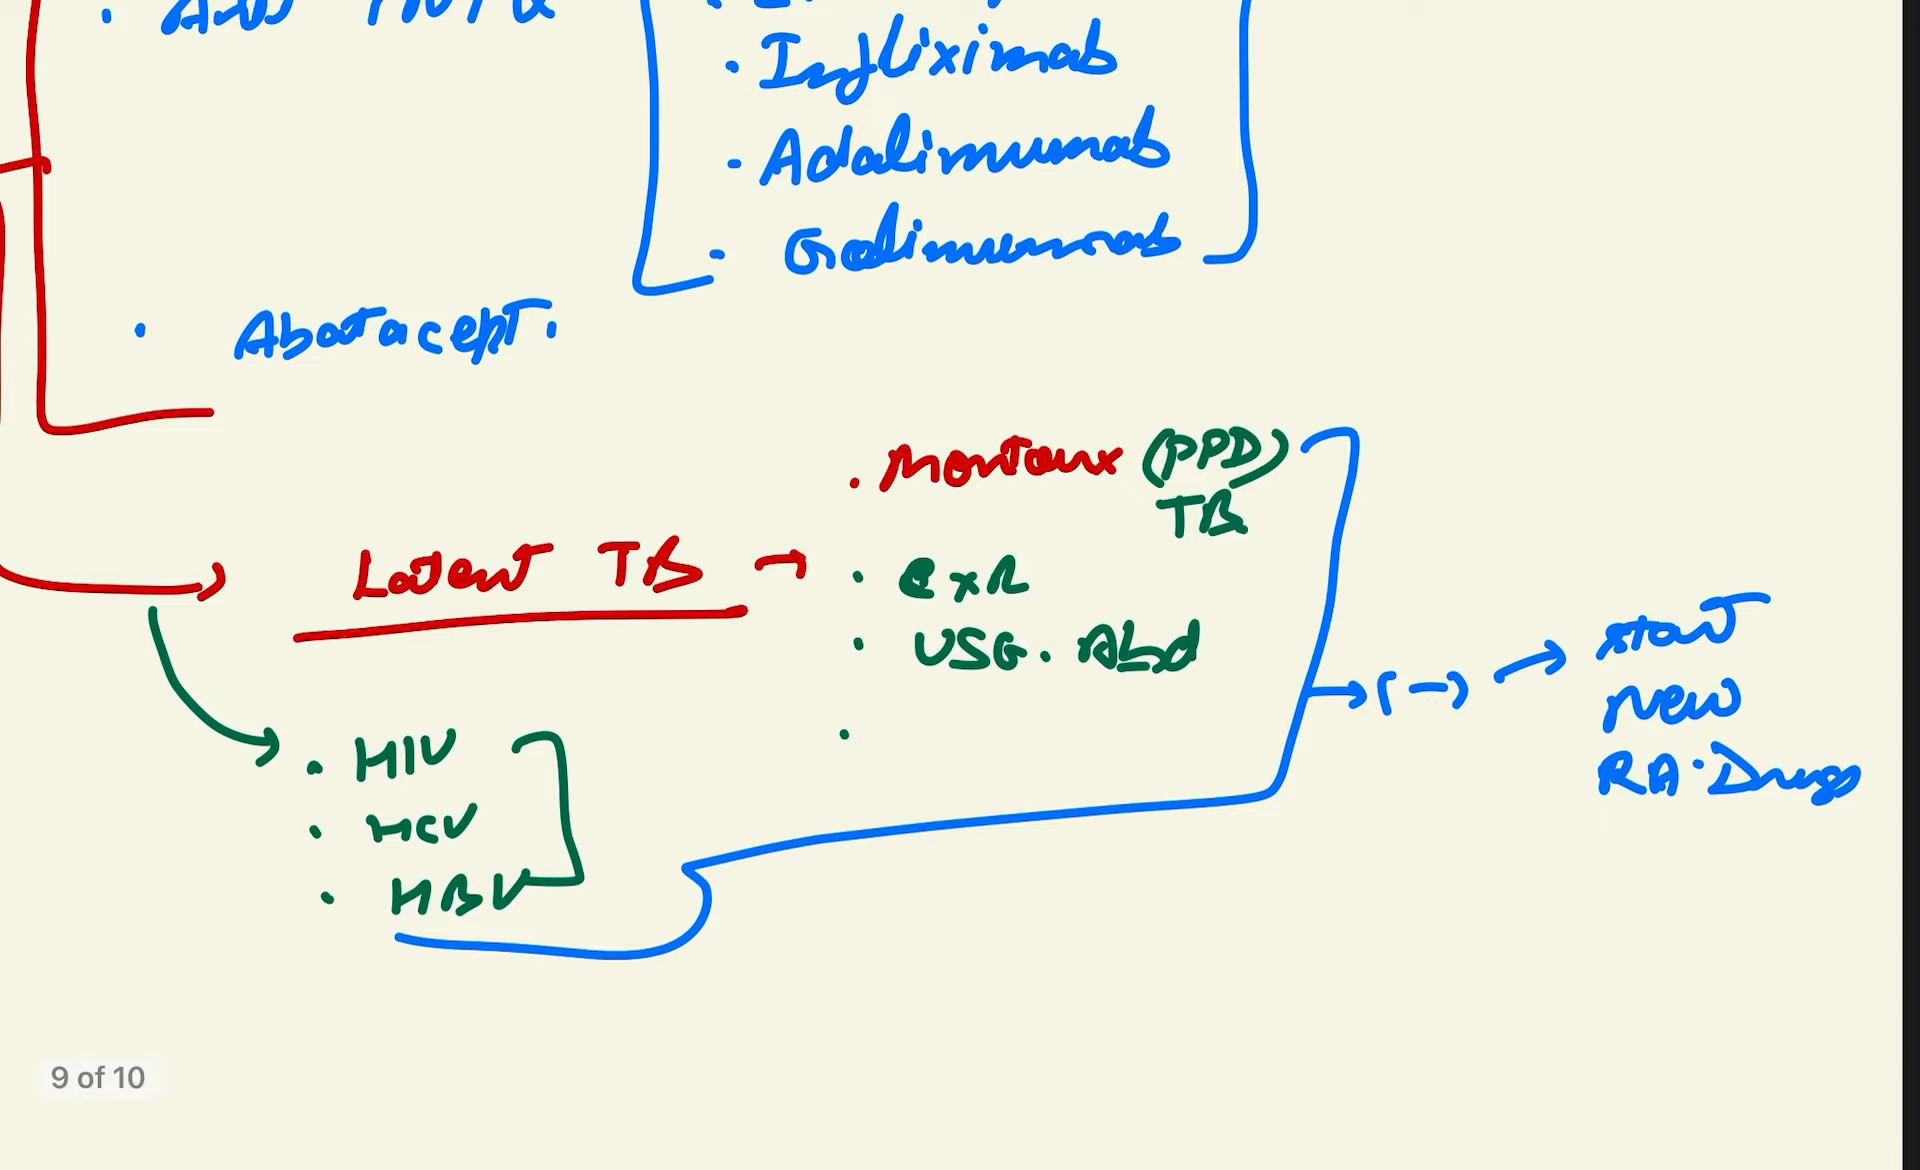 · Infliximab
· Adalimumab
· Golimumab
· Abatacept.
· Montoux (PPD)
TB
Latent TB →
· CXR
· USG. Abd
·
→ (-) → start
New
RA. Drugs
· HIV
· HCV
· HBV
9 of 10